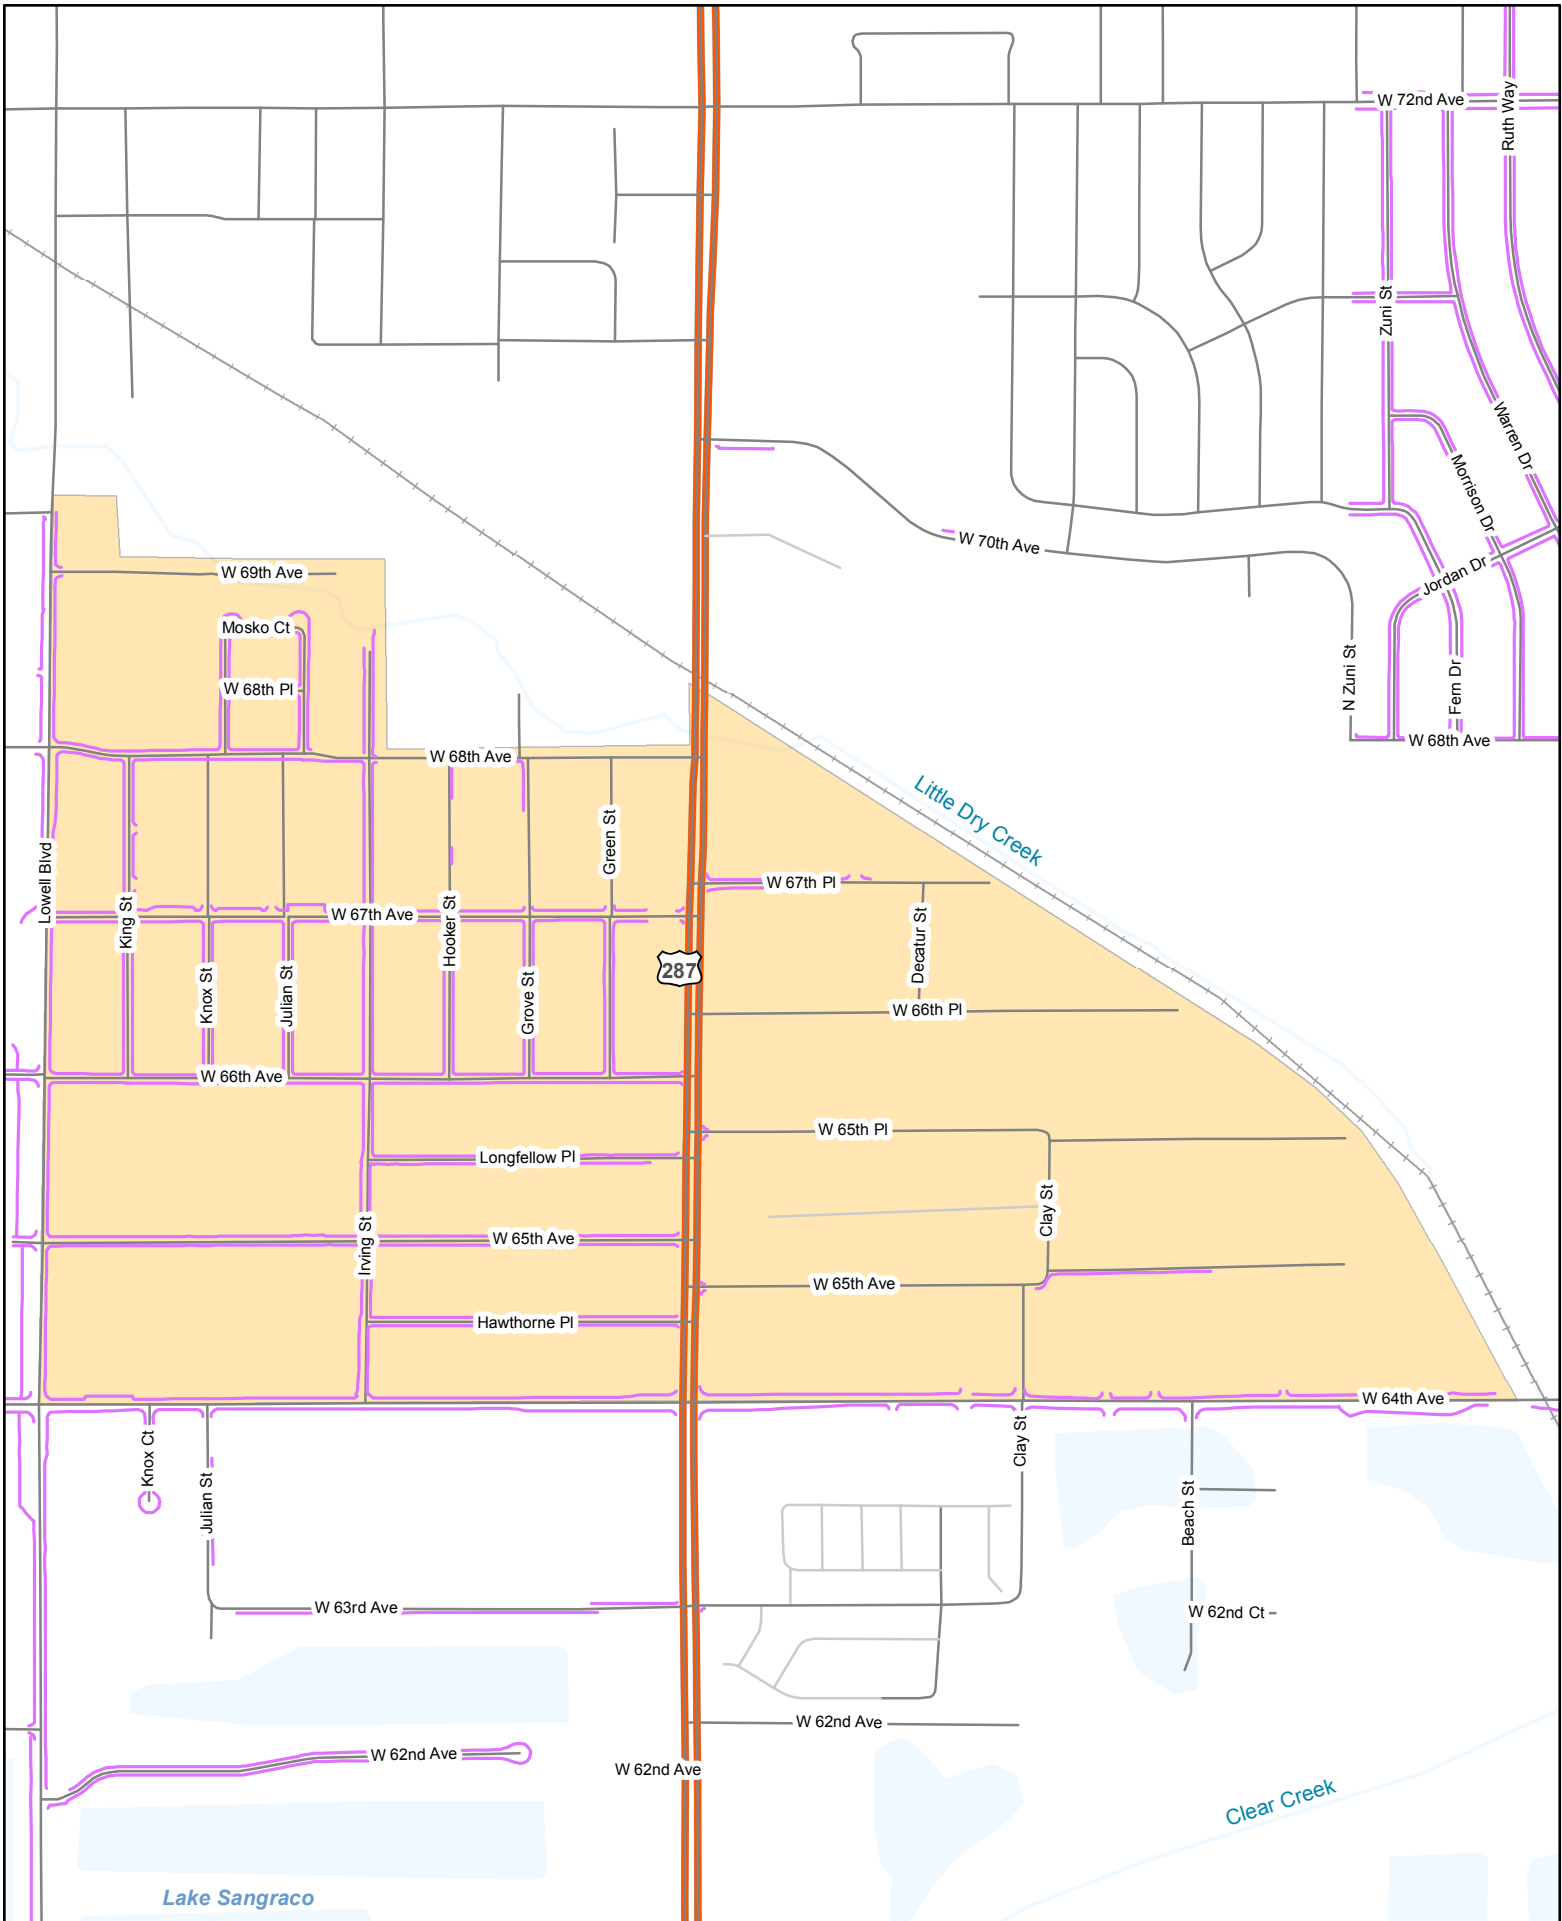 W 72nd Ave
Ruth Way
Zuni St
Warren Dr
Morrison Dr
W 70th Ave
Jordan Dr
W 69th Ave
Mosko Ct
W 68th Pl
N Zuni St
Fern Dr
W 68th Ave
W 68th Ave
Little Dry Creek
Green St
Lowell Blvd
W 67th Pl
W 67th Ave
King St
Hooker St
Decatur St
287
Knox St
Julian St
Grove St
W 66th Pl
W 66th Ave
W 65th Pl
Longfellow Pl
Clay St
Irving St
W 65th Ave
W 65th Ave
Hawthorne Pl
W 64th Ave
Knox Ct
Clay St
Julian St
Beach St
W 63rd Ave
W 62nd Ct
W 62nd Ave
W 62nd Ave
W 62nd Ave
Clear Creek
Lake Sangraco